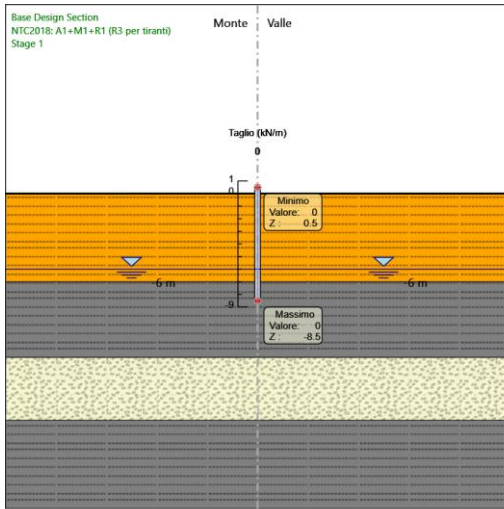 Base Design Section
NTC2018: A1+M1+R1 (R3 per tiranti)
Stage 1
Monte Valle
Taglio (kN/m)
0
1
0
Minimo
Valore: 0
Z : 0.5
-6 m
-6 m
-9
Massimo
Valore: 0
Z : -8.5